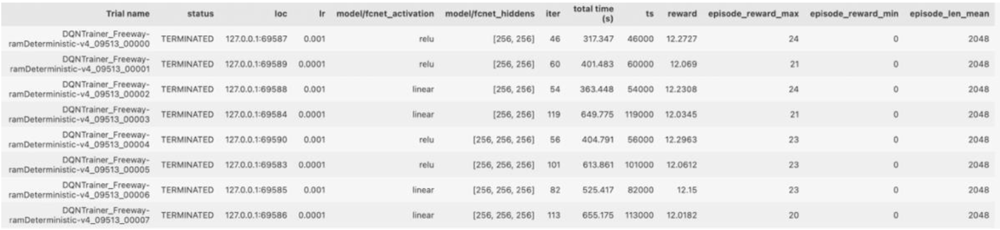 Trial name status loc lr model/fcnet_activation model/fcnet_hiddens iter total time (s) ts reward episode_reward_max episode_reward_min episode_len_mean
DQNTrainer_Freeway-
ramDeterministic-v4_09513_00000 TERMINATED 127.0.0.1:69587 0.001 relu [256, 256] 46 317.347 46000 12.2727 24 0 2048
DQNTrainer_Freeway-
ramDeterministic-v4_09513_00001 TERMINATED 127.0.0.1:69589 0.0001 relu [256, 256] 60 401.483 60000 12.069 21 0 2048
DQNTrainer_Freeway-
ramDeterministic-v4_09513_00002 TERMINATED 127.0.0.1:69588 0.001 linear [256, 256] 54 363.448 54000 12.2308 24 0 2048
DQNTrainer_Freeway-
ramDeterministic-v4_09513_00003 TERMINATED 127.0.0.1:69584 0.0001 linear [256, 256] 119 649.775 119000 12.0345 21 0 2048
DQNTrainer_Freeway-
ramDeterministic-v4_09513_00004 TERMINATED 127.0.0.1:69590 0.001 relu [256, 256, 256] 56 404.791 56000 12.2963 23 0 2048
DQNTrainer_Freeway-
ramDeterministic-v4_09513_00005 TERMINATED 127.0.0.1:69583 0.0001 relu [256, 256, 256] 101 613.861 101000 12.0612 23 0 2048
DQNTrainer_Freeway-
ramDeterministic-v4_09513_00006 TERMINATED 127.0.0.1:69585 0.001 linear [256, 256, 256] 82 525.417 82000 12.15 23 0 2048
DQNTrainer_Freeway-
ramDeterministic-v4_09513_00007 TERMINATED 127.0.0.1:69586 0.0001 linear [256, 256, 256] 113 655.175 113000 12.0182 20 0 2048